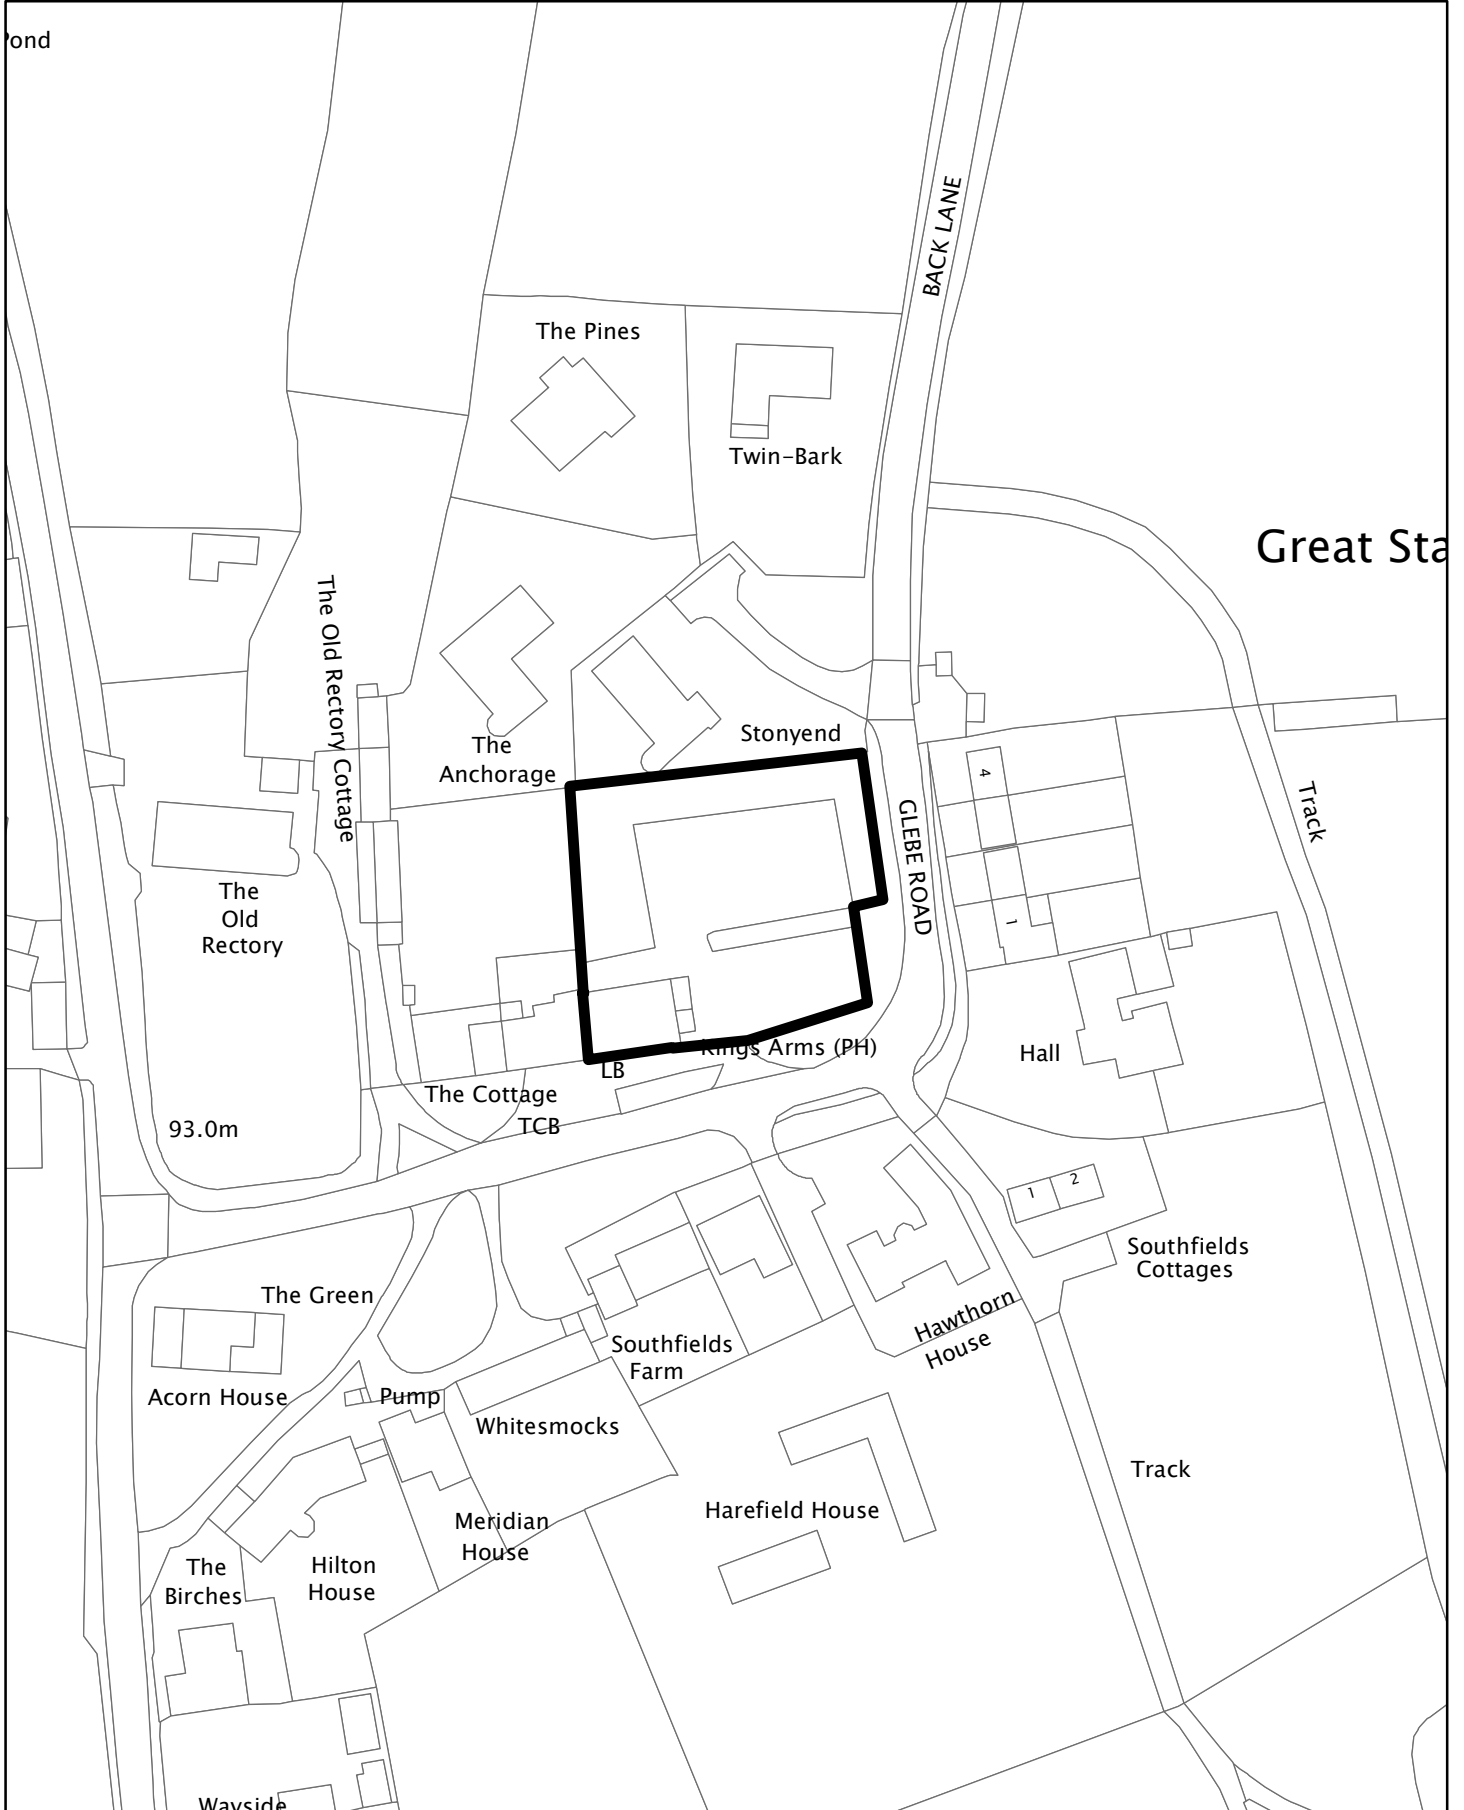 BACK LANE
The Pines
Twin-Bark
Great Sta
The Old Rectory Cottage
Stonyend
The
Anchorage
4
GLEBE ROAD
Track
The
Old
Rectory
1
Kings Arms (PH)
Hall
LB
The Cottage
TCB
93.0m
1 2
Southfields
Cottages
The Green
Hawthorn
House
Southfields
Farm
Acorn House
Pump
Whitesmocks
Track
Harefield House
Meridian
House
The
Birches
Hilton
House
Wayside